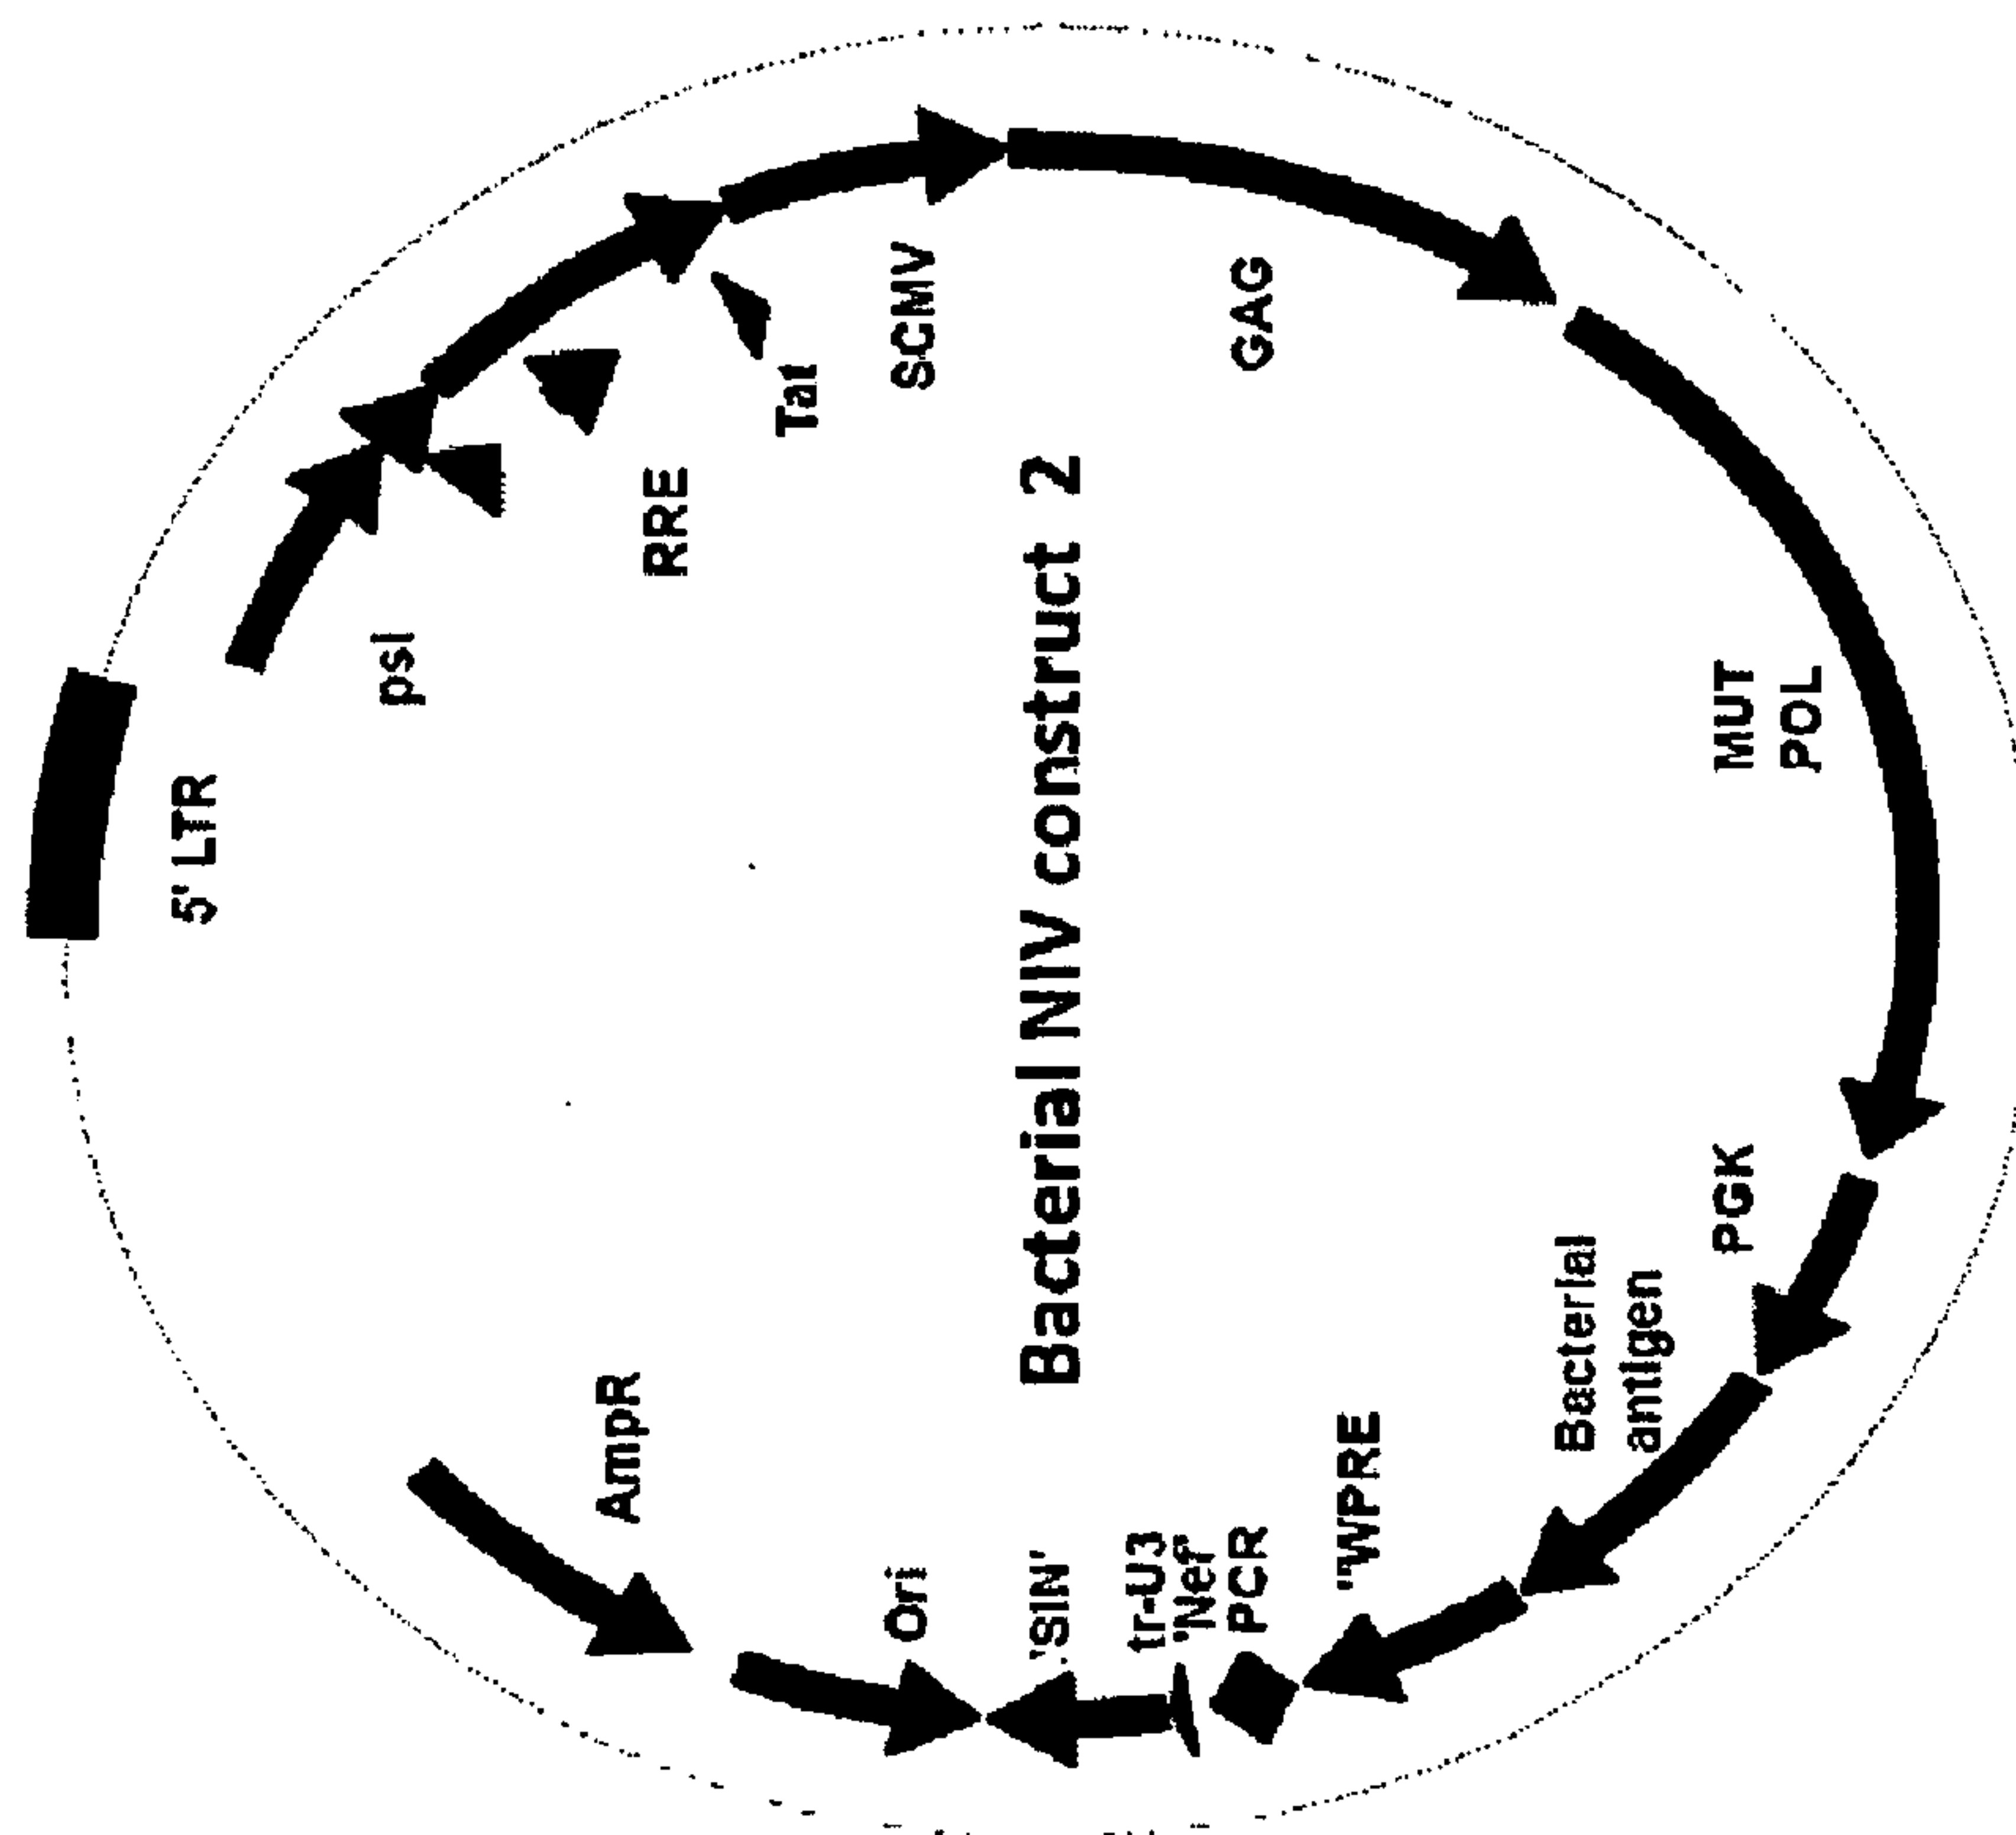 5' LTR
psi
RRE
Tat
SCMV
GAG
MUT
POL
PGK
Bacterial
antigen
"WPRE
PCR
'Nef'
tr-U3
'SIN'
Ori
AmpR
Bacterial NIV construct 2